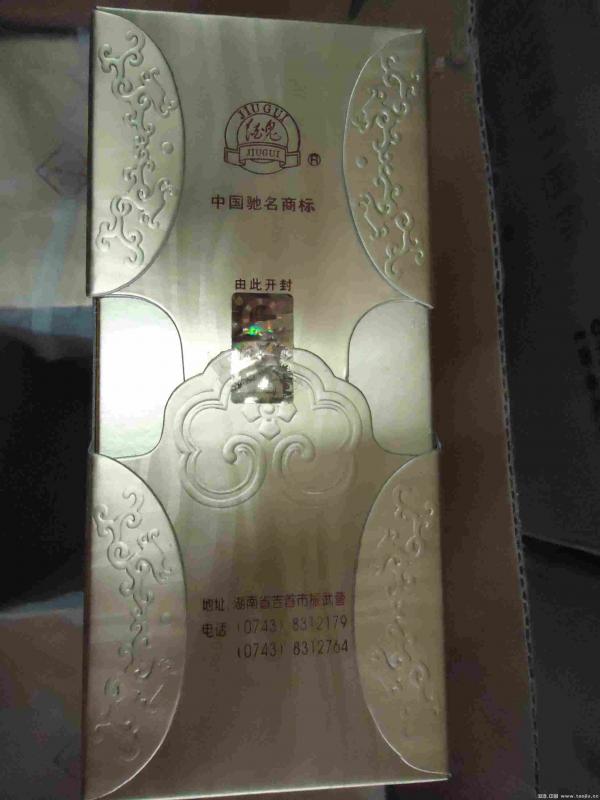 JIUGUI
酒鬼
JIUGUI
®
中国驰名商标
由此开封
地址:湖南省吉首市振武营
电话:(0743) 8312179
(0743) 8312764